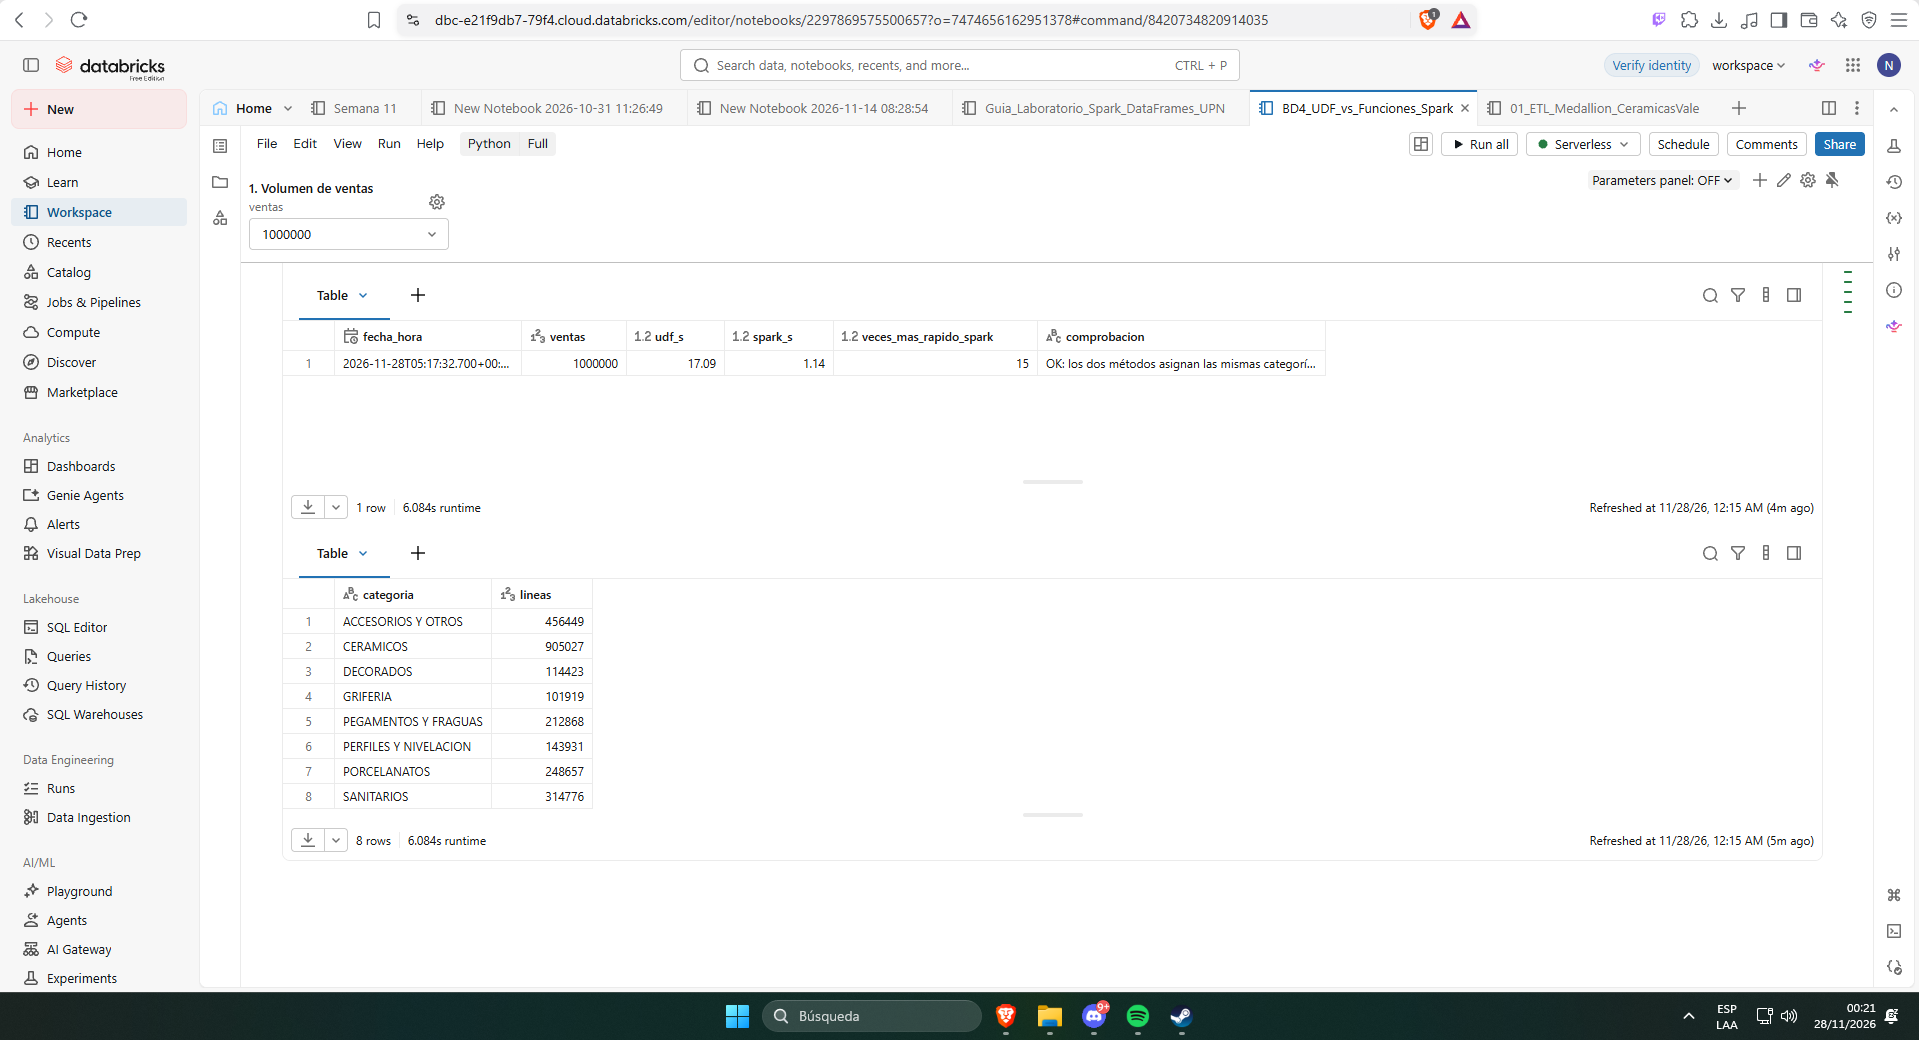 dbc-e21f9db7-79f4.cloud.databricks.com/editor/notebooks/2297869575500657?o=7474656162951378#command/8420734820914035
1
databricks
Free Edition
Search data, notebooks, recents, and more...
CTRL + P
Verify identity
workspace
N
New
Home
Semana 11
New Notebook 2026-10-31 11:26:49
New Notebook 2026-11-14 08:28:54
Guia_Laboratorio_Spark_DataFrames_UPN
BD4_UDF_vs_Funciones_Spark
01_ETL_Medallion_CeramicasVale
File Edit View Run Help Python Full
Run all
Serverless
Schedule
Comments
Share
Home
Learn
Workspace
Recents
Catalog
Jobs & Pipelines
Compute
Discover
Marketplace
Analytics
Dashboards
Genie Agents
Alerts
Visual Data Prep
Lakehouse
SQL Editor
Queries
Query History
SQL Warehouses
Data Engineering
Runs
Data Ingestion
AI/ML
Playground
Agents
AI Gateway
Experiments
1. Volumen de ventas
ventas
1000000
Parameters panel: OFF
Table
fecha_hora ventas 1.2 udf_s 1.2 spark_s 1.2 veces_mas_rapido_spark comprobacion
1 2026-11-28T05:17:32.700+00:... 1000000 17.09 1.14 15 OK: los dos métodos asignan las mismas categorí...
1 row 6.084s runtime
Refreshed at 11/28/26, 12:15 AM (4m ago)
Table
categoria lineas
1 ACCESORIOS Y OTROS 456449
2 CERAMICOS 905027
3 DECORADOS 114423
4 GRIFERIA 101919
5 PEGAMENTOS Y FRAGUAS 212868
6 PERFILES Y NIVELACION 143931
7 PORCELANATOS 248657
8 SANITARIOS 314776
8 rows 6.084s runtime
Refreshed at 11/28/26, 12:15 AM (5m ago)
Búsqueda
9+
ESP
LAA
00:21
28/11/2026